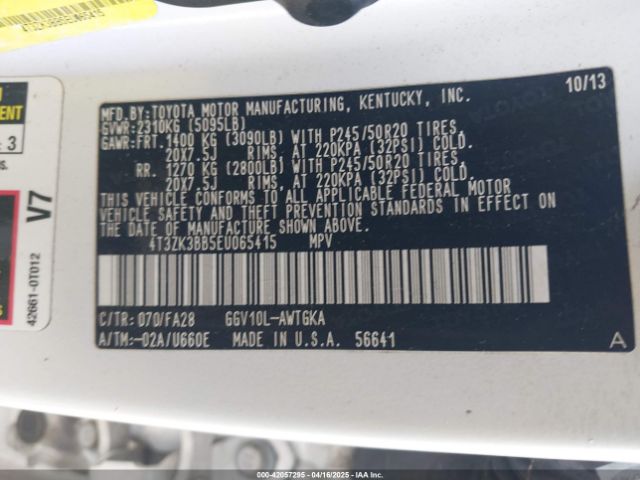 4T3ZK3BB5EU065415
10/13
MFD.BY:TOYOTA MOTOR MANUFACTURING, KENTUCKY, INC.
GVWR:2310KG (5095LB)
GAWR:FRT.1400 KG (3090LB) WITH P245/50R20 TIRES,
20X7.5J RIMS, AT 220KPA (32PSI) COLD.
RR. 1270 KG (2800LB) WITH P245/50R20 TIRES,
20X7.5J RIMS, AT 220KPA (32PSI) COLD.
THIS VEHICLE CONFORMS TO ALL APPLICABLE FEDERAL MOTOR
VEHICLE SAFETY AND THEFT PREVENTION STANDARDS IN EFFECT ON
THE DATE OF MANUFACTURE SHOWN ABOVE.
4T3ZK3BB5EU065415 MPV
C/TR: 070/FA28 GGV10L-AWTGKA
A/TM:-02A/U660E MADE IN U.S.A. 56641
A
3
V7
42661-0T012
000-42057295 - 04/16/2025 - IAAI.COM